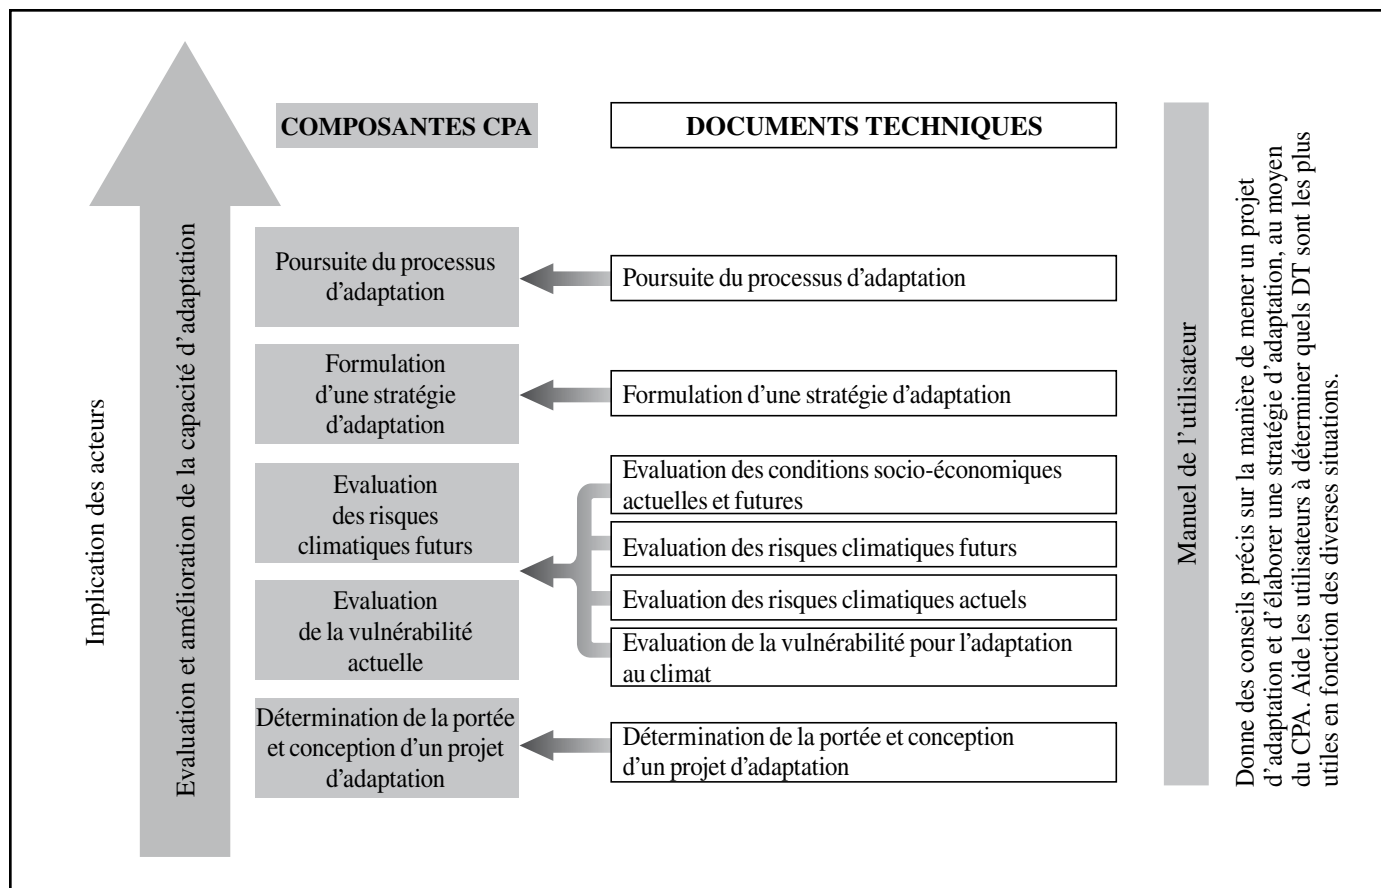 Implication des acteurs
Evaluation et amélioration de la capacité d’adaptation
COMPOSANTES CPA
DOCUMENTS TECHNIQUES
Poursuite du processus
d’adaptation
Poursuite du processus d’adaptation
Formulation
d’une stratégie
d’adaptation
Formulation d’une stratégie d’adaptation
Evaluation
des risques
climatiques futurs
Evaluation
de la vulnérabilité
actuelle
Evaluation des conditions socio-économiques
actuelles et futures
Evaluation des risques climatiques futurs
Evaluation des risques climatiques actuels
Evaluation de la vulnérabilité pour l’adaptation
au climat
Détermination de la portée
et conception d’un projet
d’adaptation
Détermination de la portée et conception
d’un projet d’adaptation
Manuel de l’utilisateur
Donne des conseils précis sur la manière de mener un projet
d’adaptation et d’élaborer une stratégie d’adaptation, au moyen
du CPA. Aide les utilisateurs à déterminer quels DT sont les plus
utiles en fonction des diverses situations.